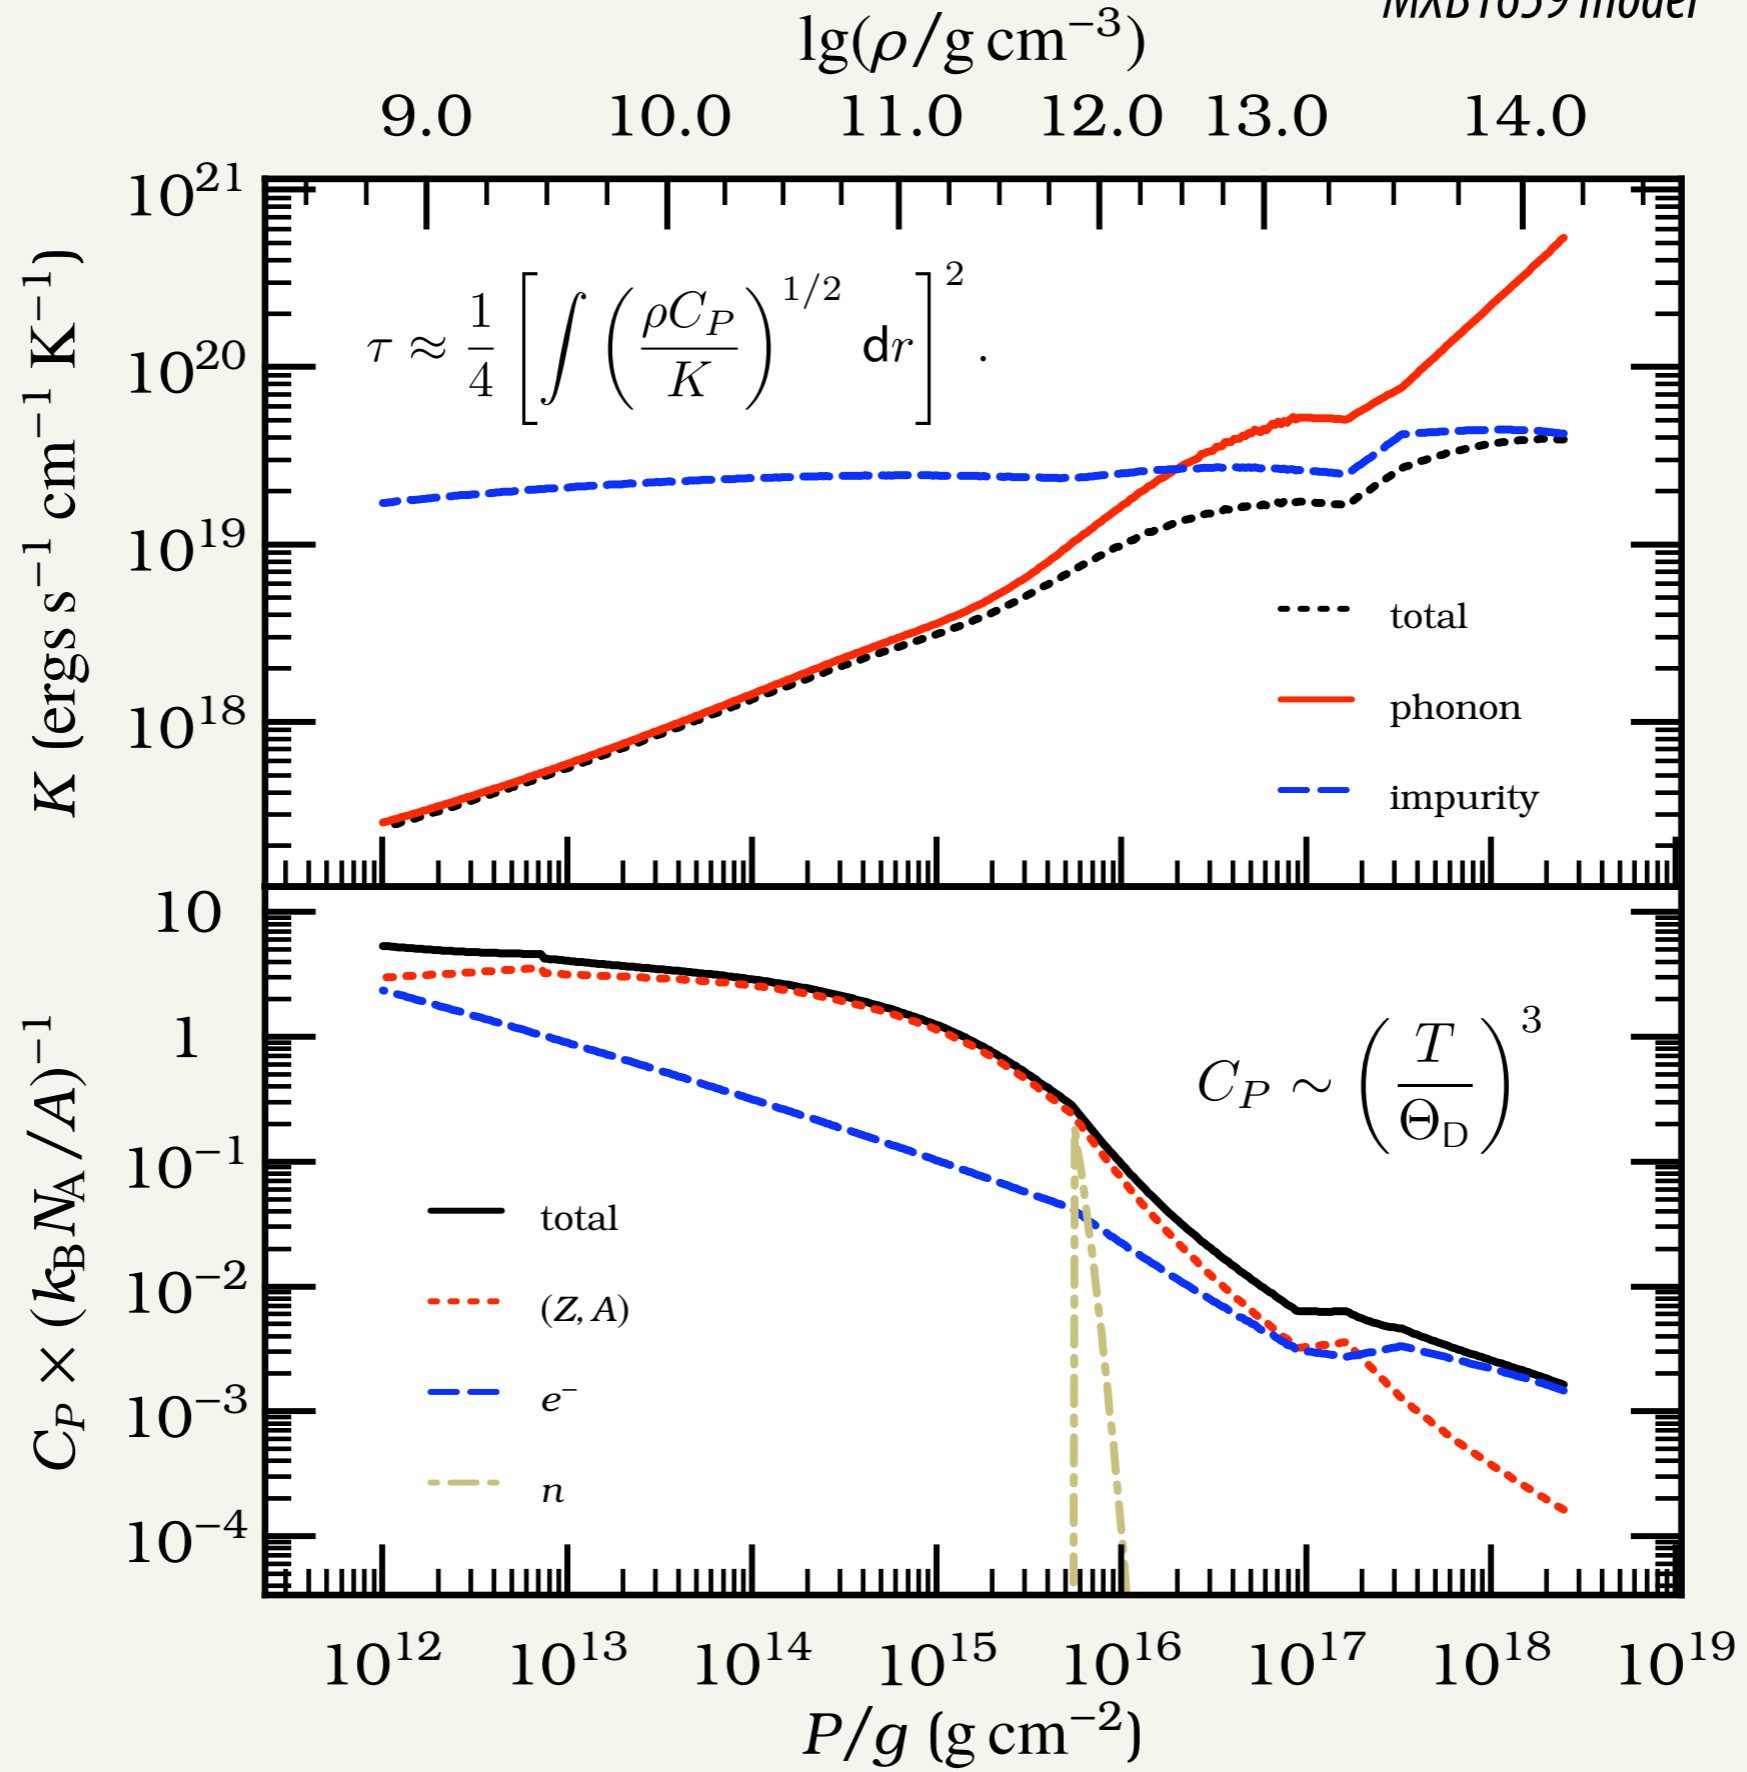 MXB1659 model
lg(ρ/g cm⁻³)
9.0 10.0 11.0 12.0 13.0 14.0
K (ergs s⁻¹ cm⁻¹ K⁻¹)
10²¹
10²⁰
10¹⁹
10¹⁸
τ ≈ 1/4 [∫ (ρC_P/K)^{1/2} dr]² .
total
phonon
impurity
C_P × (k_B N_A/A)⁻¹
10
1
10⁻¹
10⁻²
10⁻³
10⁻⁴
C_P ∼ (T/Θ_D)³
total
(Z, A)
e⁻
n
10¹² 10¹³ 10¹⁴ 10¹⁵ 10¹⁶ 10¹⁷ 10¹⁸ 10¹⁹
P/g (g cm⁻²)